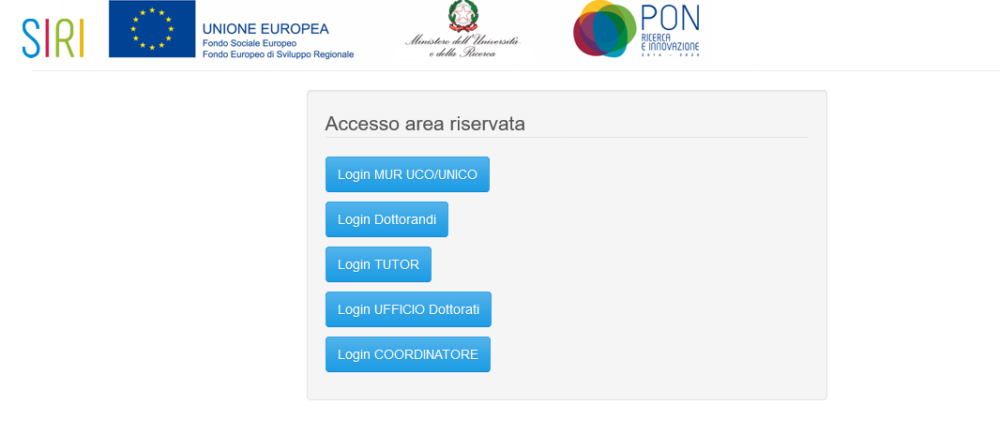 SIRI
UNIONE EUROPEA
Fondo Sociale Europeo
Fondo Europeo di Sviluppo Regionale
Ministero dell'Università
e della Ricerca
PON
RICERCA
E INNOVAZIONE
2014 - 2020
Accesso area riservata
Login MUR UCO/UNICO
Login Dottorandi
Login TUTOR
Login UFFICIO Dottorati
Login COORDINATORE